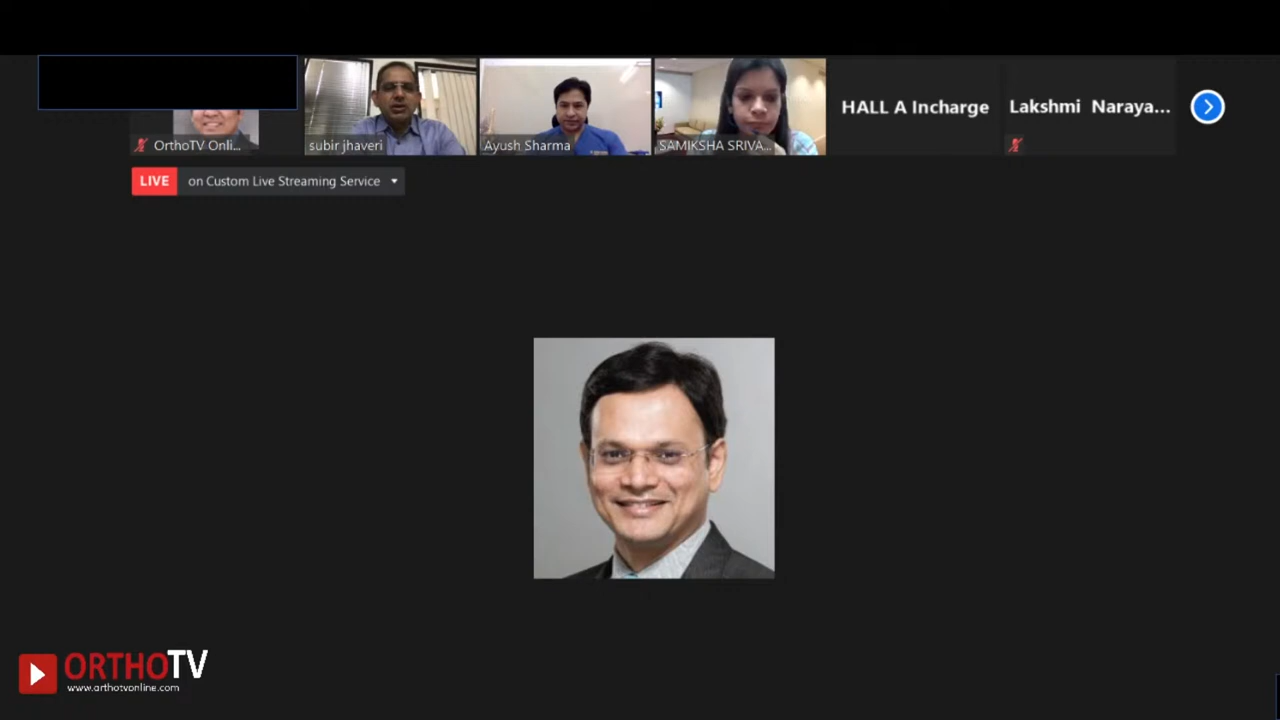 HALL A Incharge
Lakshmi Naraya...
OrthoTV Onli...
subir jhaveri
Ayush Sharma
SAMIKSHA SRIVA...
LIVE on Custom Live Streaming Service
ORTHOTV
www.orthotvonline.com